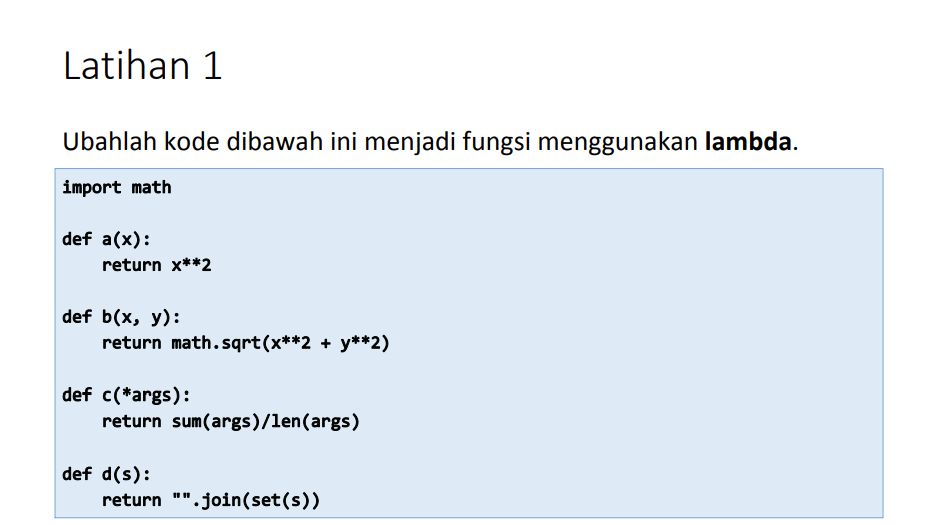 Latihan 1
Ubahlah kode dibawah ini menjadi fungsi menggunakan lambda.
import math
def a(x):
    return x**2
def b(x, y):
    return math.sqrt(x**2 + y**2)
def c(*args):
    return sum(args)/len(args)
def d(s):
    return "".join(set(s))